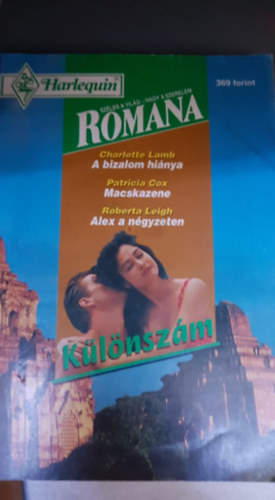 Harlequin
SZÉLES A VILÁG - NAGY A SZERELEM
369 forint
ROMANA
Charlotte Lamb
A bizalom hiánya
Patricia Cox
Macskazene
Roberta Leigh
Alex a négyzeten
Különszám